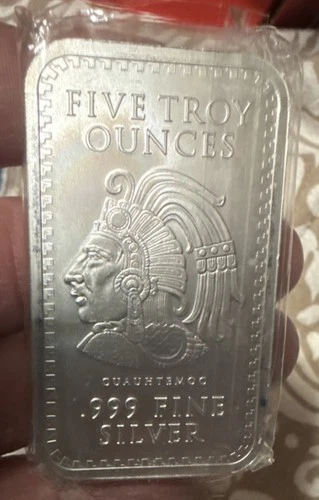 FIVE TROY
OUNCES
CUAUHTEMOC
.999 FINE
SILVER